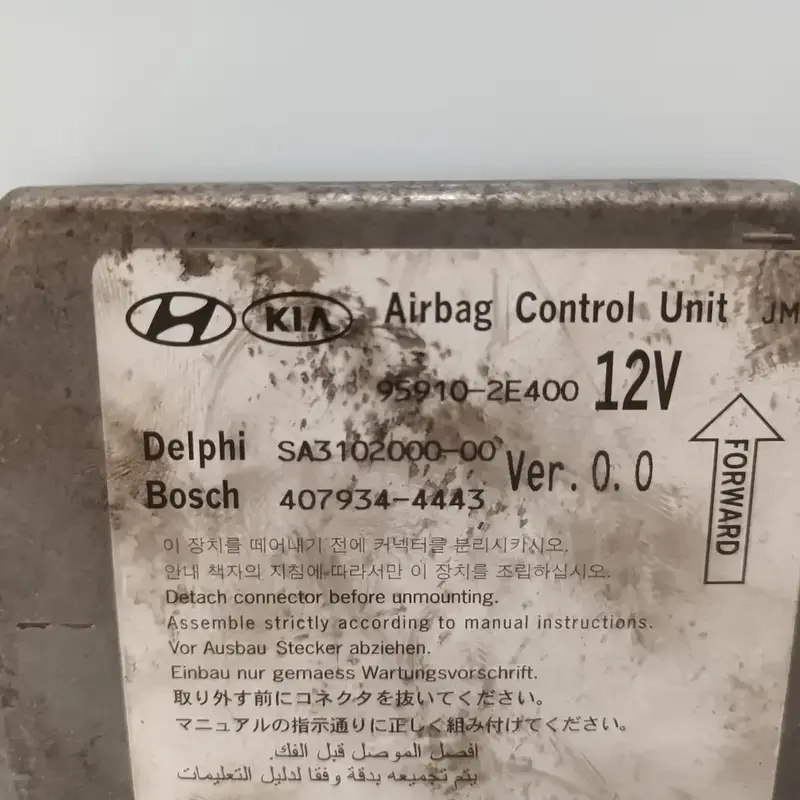 KIA Airbag Control Unit JM
95910-2E400 12V
Delphi SA3102000-00
Ver. 0.0
Bosch 407934-4443
FORWARD
이 장치를 떼어내기 전에 커넥터를 분리시키시오.
안내 책자의 지침에 따라서만 이 장치를 조립하십시오.
Detach connector before unmounting.
Assemble strictly according to manual instructions.
Vor Ausbau Stecker abziehen.
Einbau nur gemaess Wartungsvorschrift.
取り外す前にコネクタを抜いてください。
マニュアルの指示通りに正しく組み付けてください。
افصل الموصل قبل الفك.
يتم تجميعه بدقة وفقا لدليل التعليمات